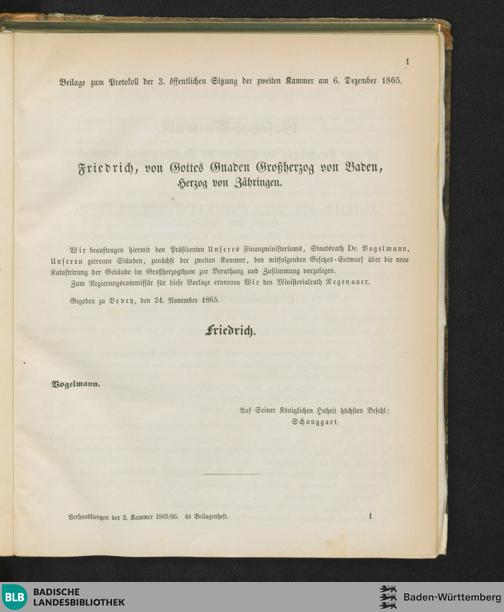 1
Beilage zum Protokoll der 3. öffentlichen Sitzung der zweiten Kammer am 6. Dezember 1865.
Friedrich, von Gottes Gnaden Großherzog von Baden,
Herzog von Zähringen.
Wir beauftragen hiermit den Präsidenten Unseres Finanzministeriums, Staatsrath Dr. Vogelmann,
Unseren getreuen Ständen, zunächst der zweiten Kammer, den mitfolgenden Gesetzes-Entwurf über die neue
Katastrirung der Gebäude im Großherzogthum zur Berathung und Zustimmung vorzulegen.
Zum Regierungscommissär für diese Vorlage ernennen Wir den Ministerialrath Regenauer.
Gegeben zu Vevey, den 24. November 1865.
Friedrich.
Vogelmann.
Auf Seiner Königlichen Hoheit höchsten Befehl:
Schunggart.
Verhandlungen der 2. Kammer 1865/66. 4s Beilagenheft.
1
BLB
BADISCHE
LANDESBIBLIOTHEK
Baden-Württemberg